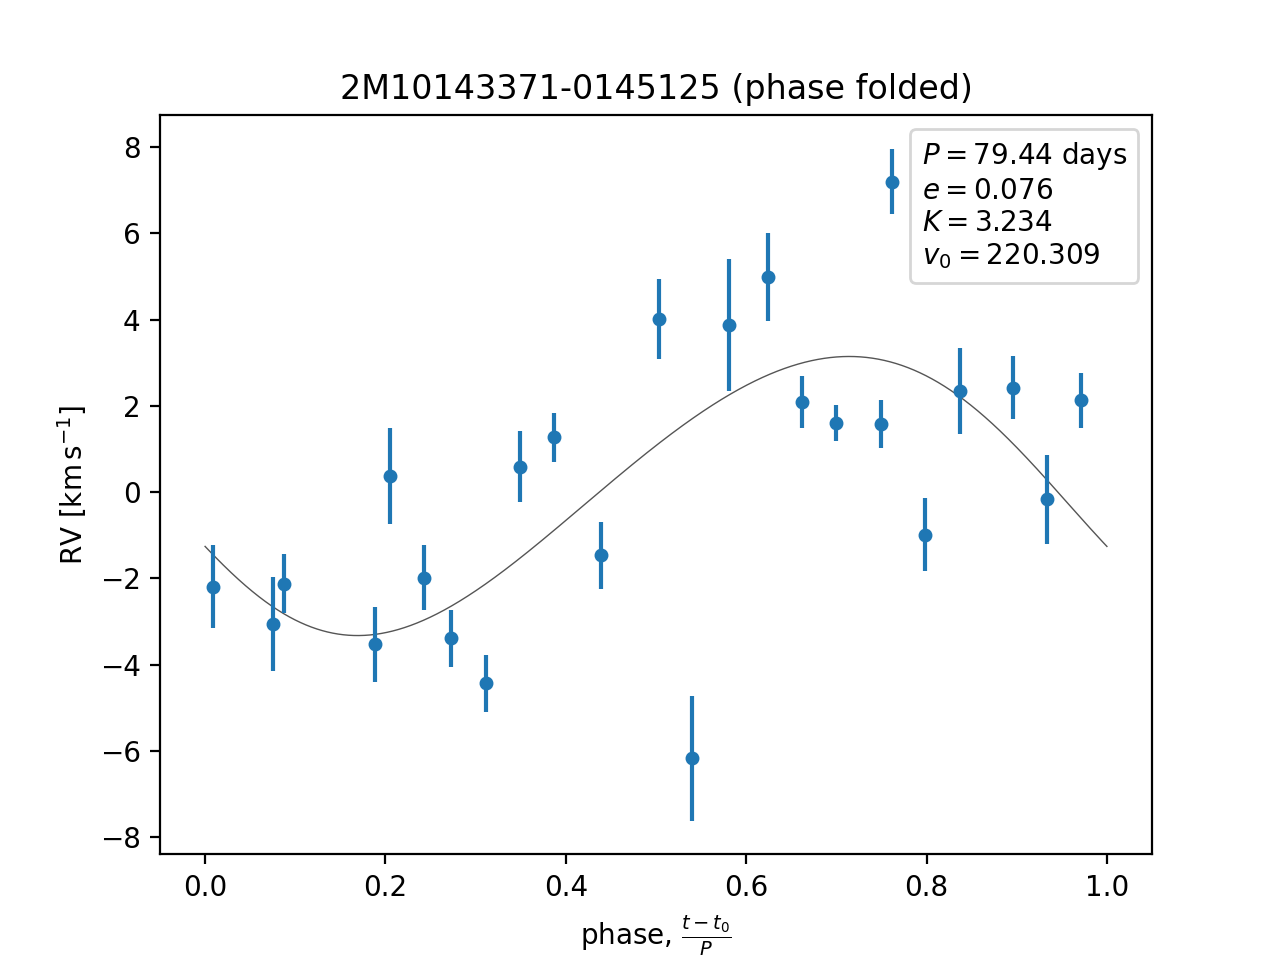 2M10143371-0145125 (phase folded)
P = 79.44 days
e = 0.076
K = 3.234
v₀ = 220.309
8
6
4
2
0
−2
−4
−6
−8
RV [km s⁻¹]
0.0 0.2 0.4 0.6 0.8 1.0
phase, (t − t₀)/P